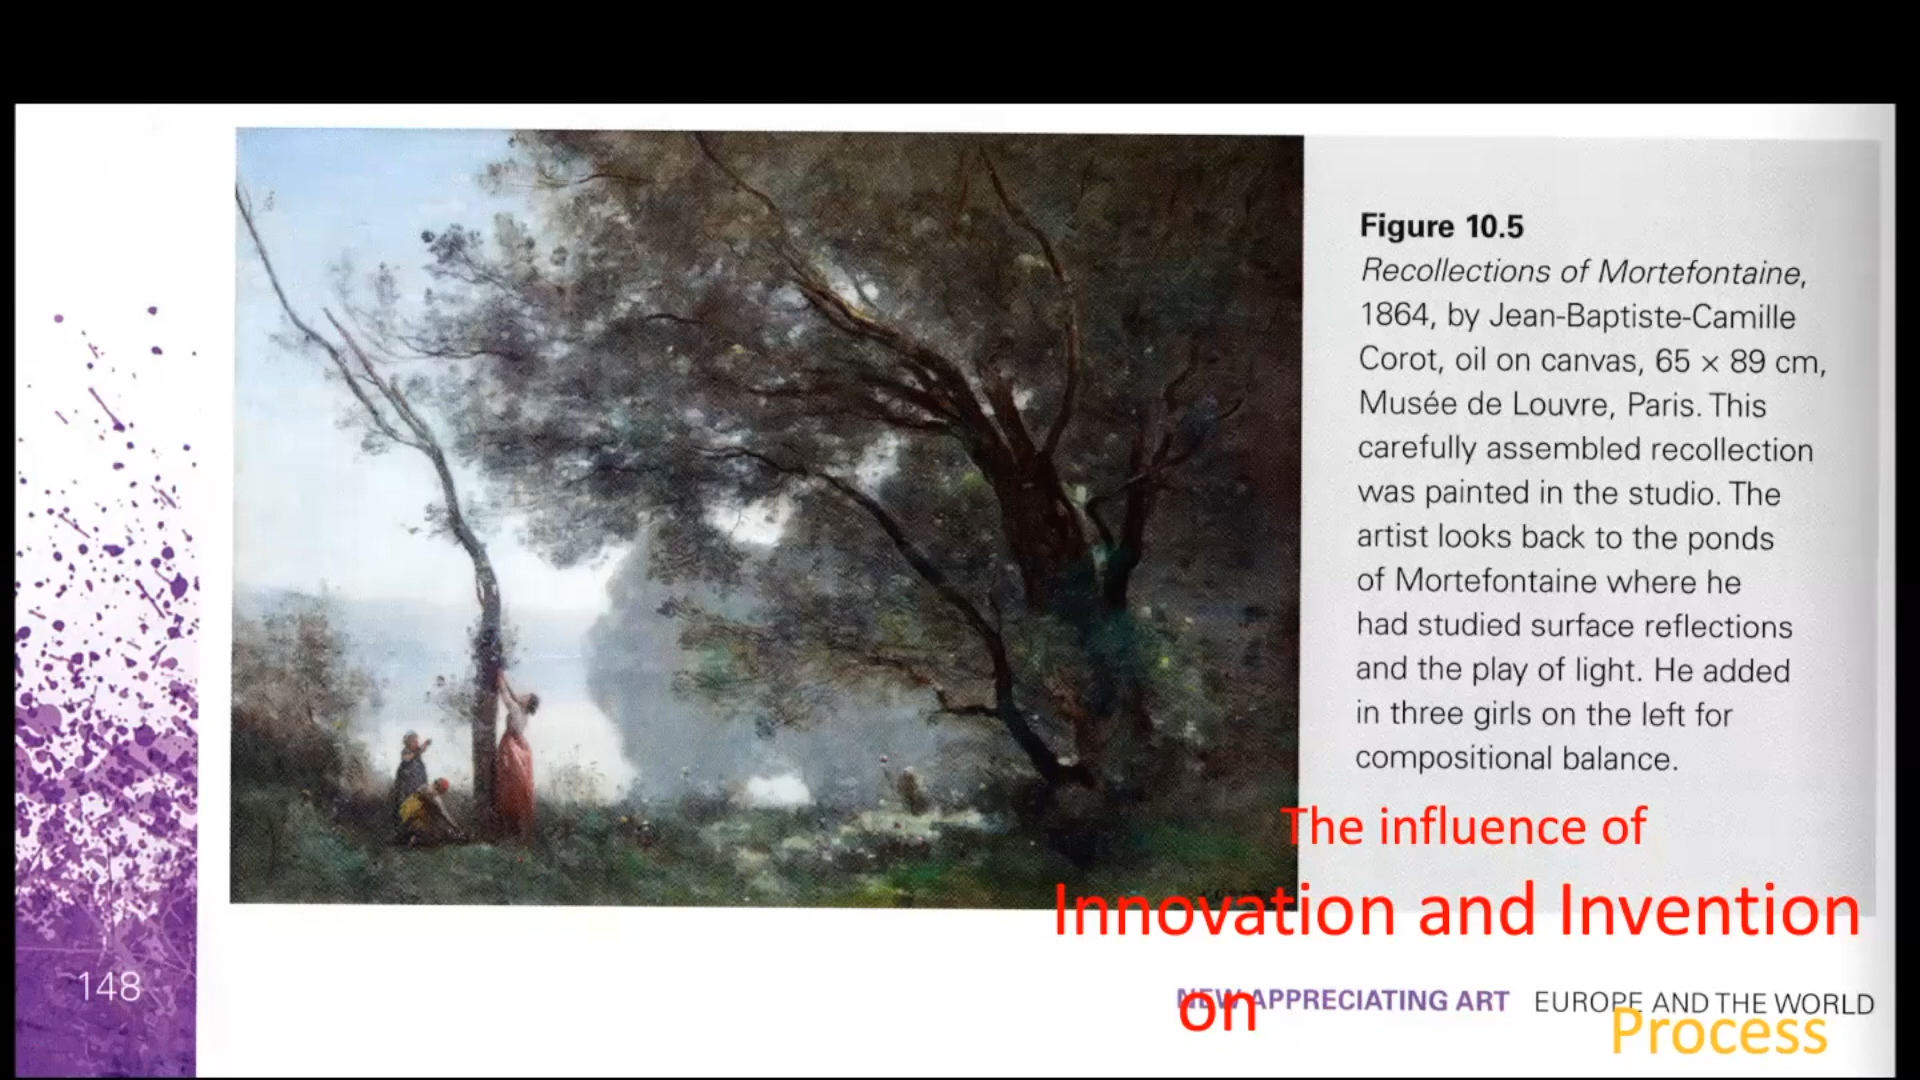 Figure 10.5
Recollections of Mortefontaine,
1864, by Jean-Baptiste-Camille
Corot, oil on canvas, 65 × 89 cm,
Musée de Louvre, Paris. This
carefully assembled recollection
was painted in the studio. The
artist looks back to the ponds
of Mortefontaine where he
had studied surface reflections
and the play of light. He added
in three girls on the left for
compositional balance.
The influence of
Innovation and Invention
on
Process
148
NEW APPRECIATING ART EUROPE AND THE WORLD